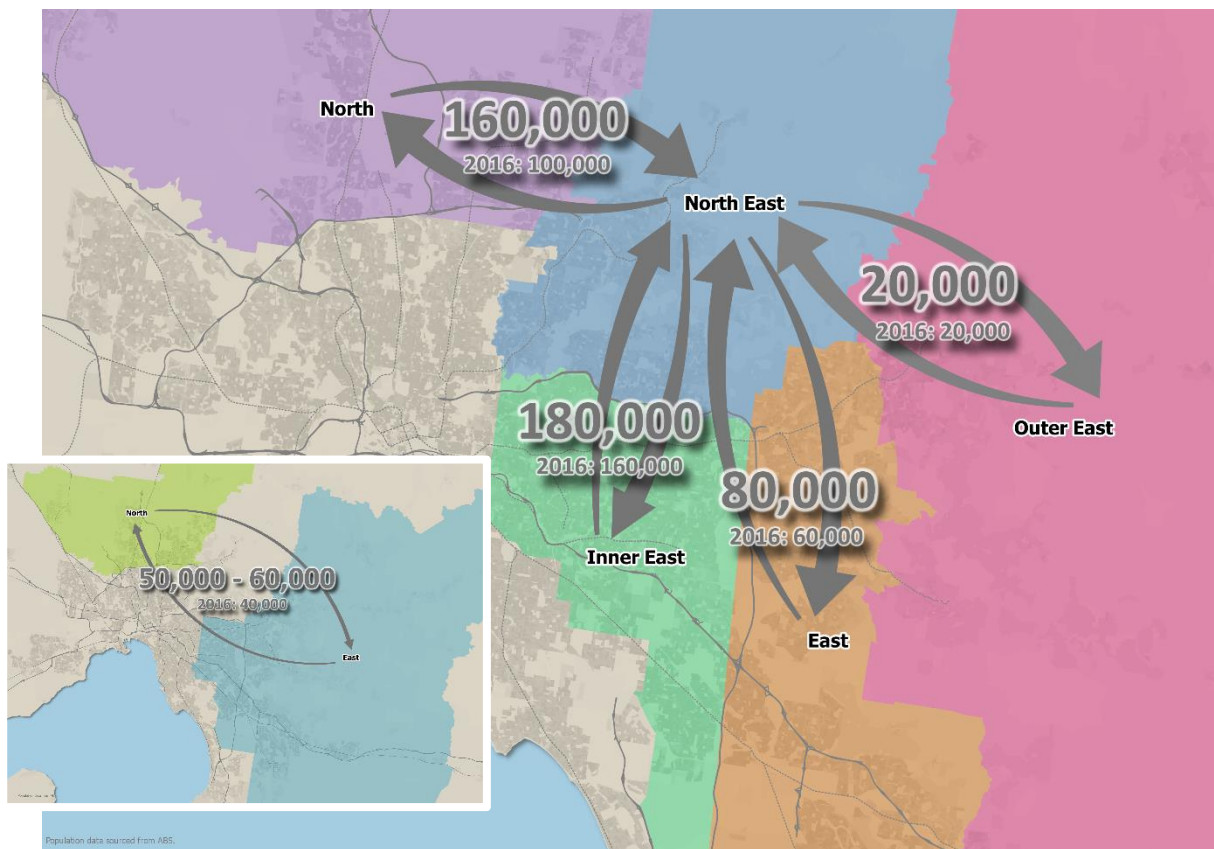 North
160,000
2016: 100,000
North East
20,000
2016: 20,000
Outer East
180,000
2016: 160,000
80,000
2016: 60,000
Inner East
East
North
50,000 - 60,000
2016: 40,000
East
Population data sourced from ABS.